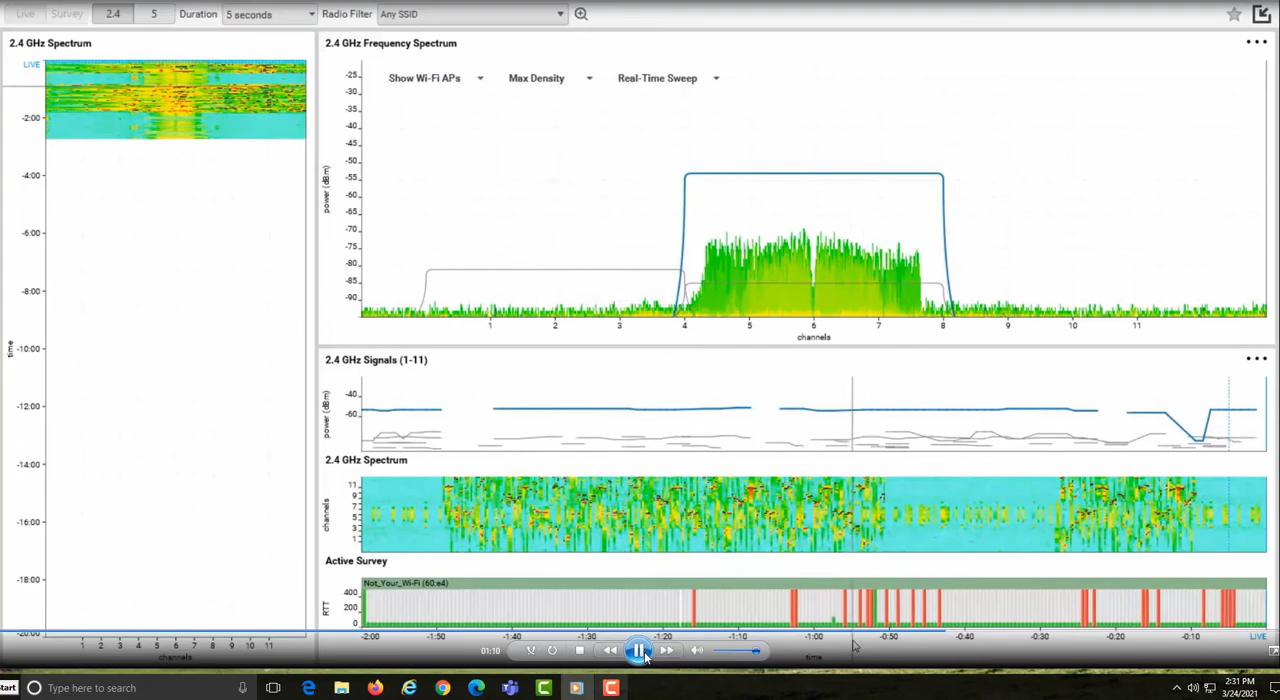 Live Survey 2.4 5 Duration 5 seconds Radio Filter Any SSID
2.4 GHz Spectrum
LIVE
-2:00
-4:00
-6:00
-8:00
-10:00
-12:00
-14:00
-16:00
-18:00
-20:00
time
1 2 3 4 5 6 7 8 9 10 11
channels
2.4 GHz Frequency Spectrum
Show Wi-Fi APs Max Density Real-Time Sweep
-25
-30
-35
-40
-45
-50
-55
-60
-65
-70
-75
-80
-85
-90
power (dBm)
1 2 3 4 5 6 7 8 9 10 11
channels
2.4 GHz Signals (1-11)
-40
-60
power (dBm)
2.4 GHz Spectrum
11
9
7
5
3
1
channels
Active Survey
Not_Your_Wi-Fi (60:e4)
400
200
0
RTT
-2:00 -1:50 -1:40 -1:30 -1:20 -1:10 -1:00 -0:50 -0:40 -0:30 -0:20 -0:10 LIVE
time
01:10
Start Type here to search
2:31 PM
3/24/2021